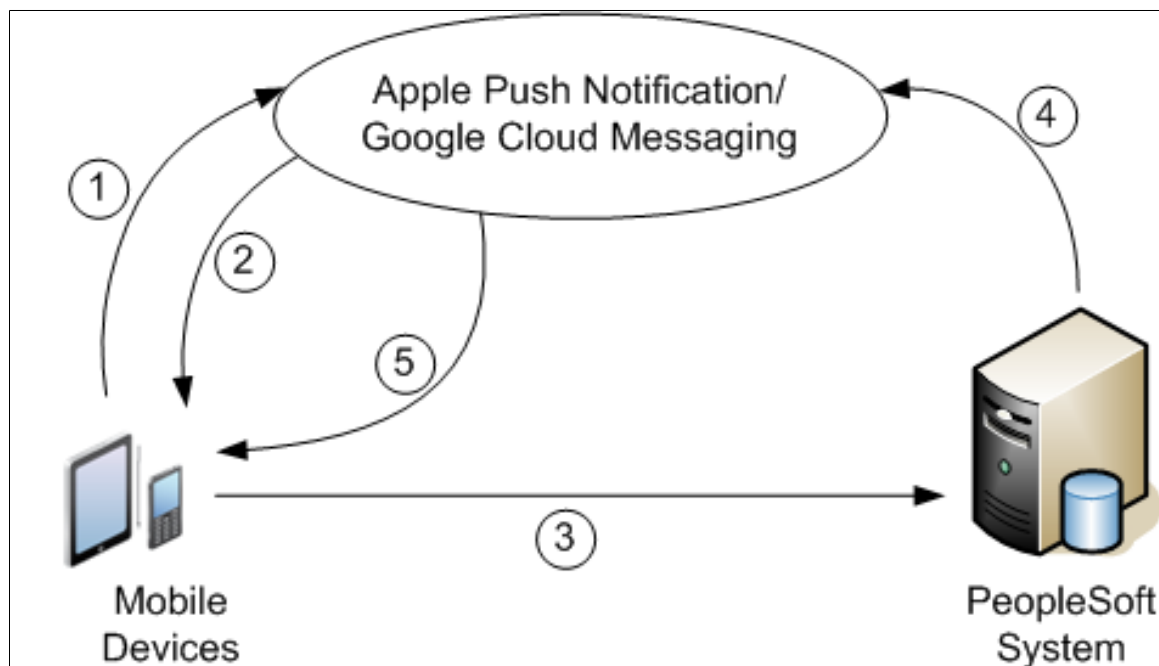 Apple Push Notification/
Google Cloud Messaging
1
4
2
5
3
Mobile
Devices
PeopleSoft
System